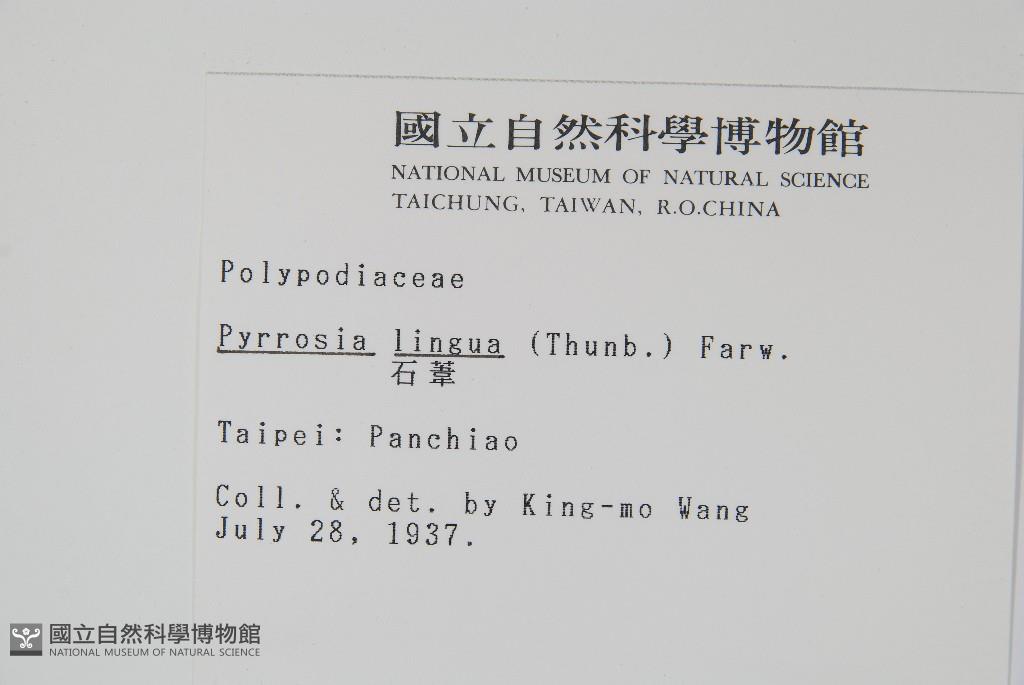 國立自然科學博物館
NATIONAL MUSEUM OF NATURAL SCIENCE
TAICHUNG, TAIWAN, R.O.CHINA
Polypodiaceae
Pyrrosia lingua (Thunb.) Farw.
石葦
Taipei: Panchiao
Coll. & det. by King-mo Wang
July 28, 1937.
國立自然科學博物館
NATIONAL MUSEUM OF NATURAL SCIENCE